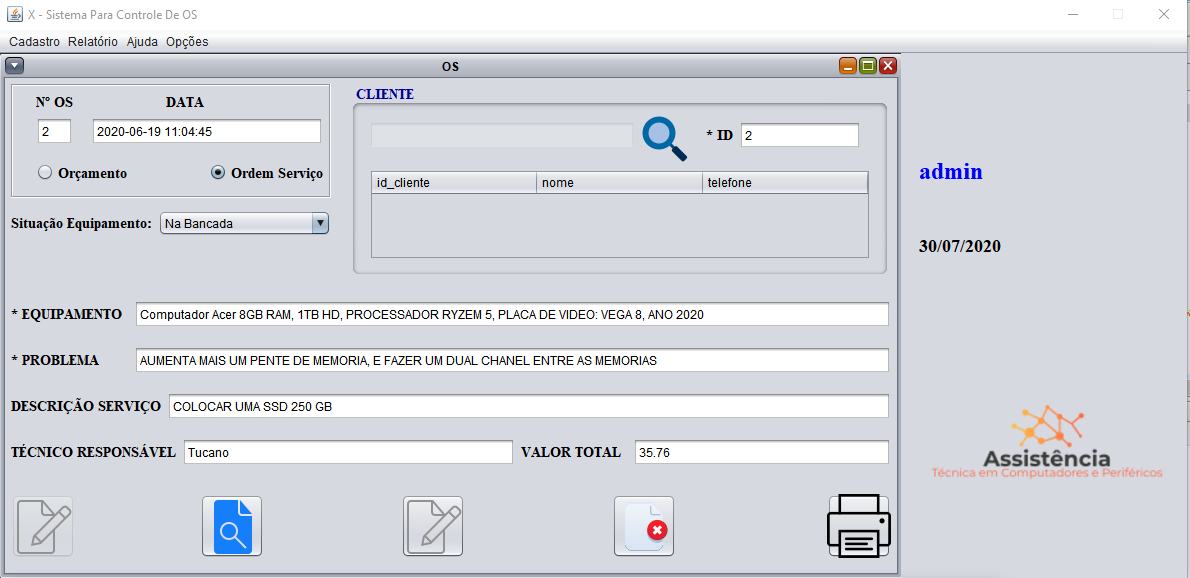 X - Sistema Para Controle De OS
Cadastro Relatório Ajuda Opções
OS
Nº OS DATA
2 2020-06-19 11:04:45
Orçamento Ordem Serviço
Situação Equipamento: Na Bancada
CLIENTE
* ID 2
id_cliente nome telefone
* EQUIPAMENTO Computador Acer 8GB RAM, 1TB HD, PROCESSADOR RYZEM 5, PLACA DE VIDEO: VEGA 8, ANO 2020
* PROBLEMA AUMENTA MAIS UM PENTE DE MEMORIA, E FAZER UM DUAL CHANEL ENTRE AS MEMORIAS
DESCRIÇÃO SERVIÇO COLOCAR UMA SSD 250 GB
TÉCNICO RESPONSÁVEL Tucano VALOR TOTAL 35.76
admin
30/07/2020
Assistência
Técnica em Computadores e Periféricos